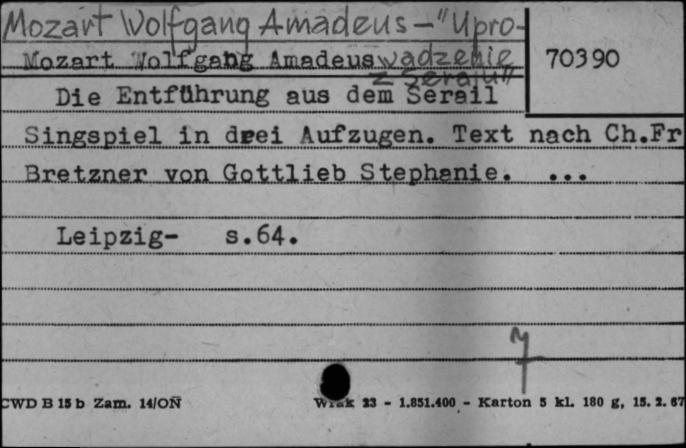 Mozart Wolfgang Amadeus – "Upro-
Mozart Wolfgang Amadeus wadzenie
z Seraju"
70390
Die Entführung aus dem Serail
Singspiel in drei Aufzugen. Text nach Ch.Fr
Bretzner von Gottlieb Stephanie. ...
Leipzig- s.64.
CWD B 15 b Zam. 14/ON
Wrak 23 - 1.851.400 - Karton 5 kl. 180 g, 15. 2. 67